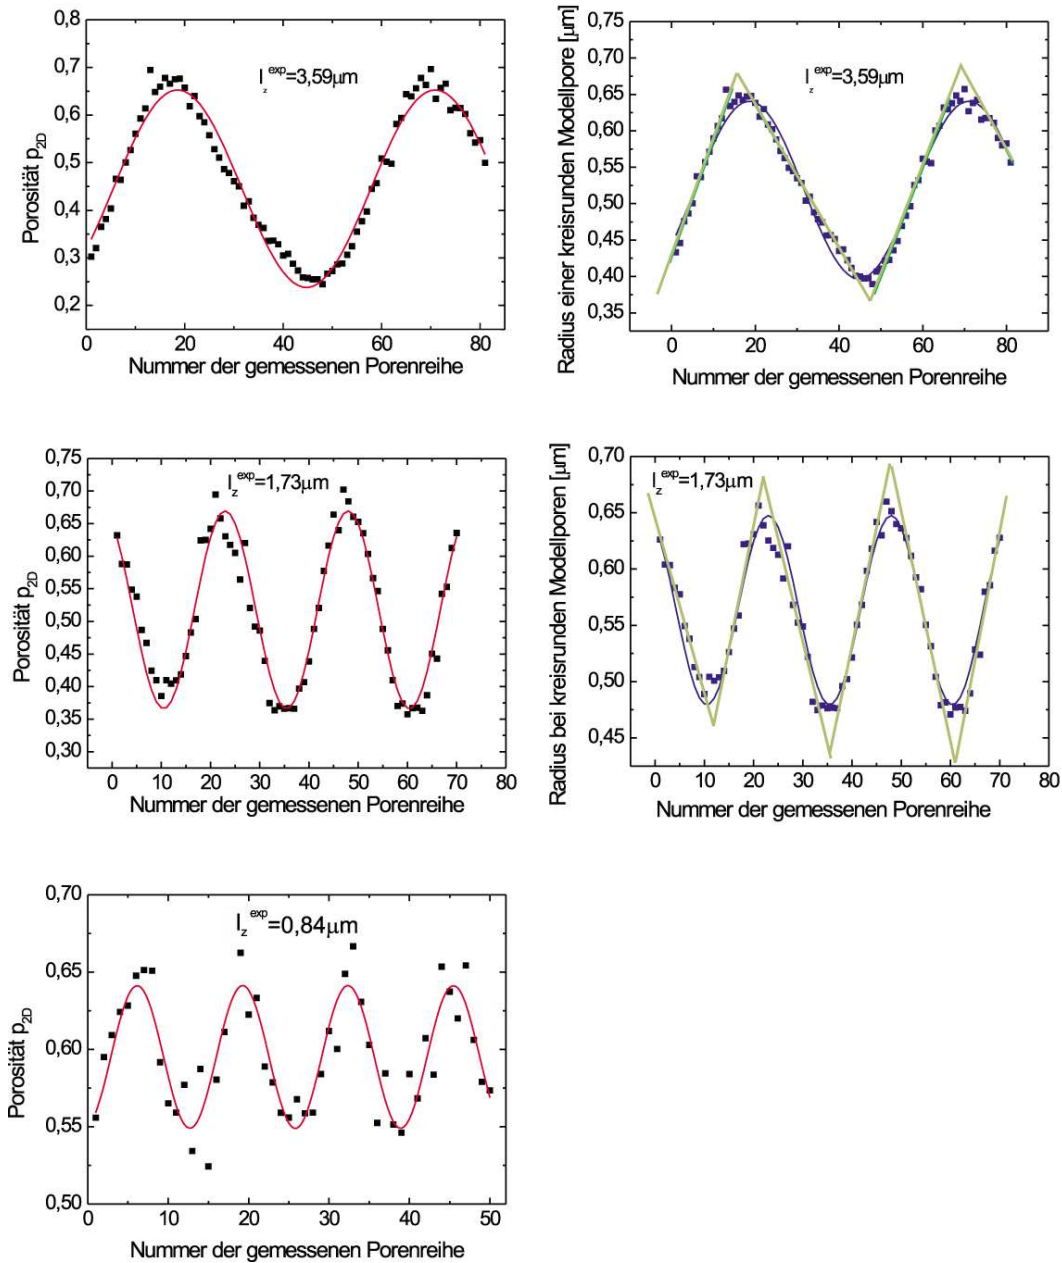 0,8
0,7
0,6
0,5
0,4
0,3
0,2
Porosität p2D
l_z^exp=3,59µm
0 20 40 60 80
Nummer der gemessenen Porenreihe
0,75
0,70
0,65
0,60
0,55
0,50
0,45
0,40
0,35
Radius einer kreisrunden Modellpore [µm]
l_z^exp=3,59µm
0 20 40 60 80
Nummer der gemessenen Porenreihe
0,75
0,70
0,65
0,60
0,55
0,50
0,45
0,40
0,35
0,30
Porosität p2D
l_z^exp=1,73µm
0 10 20 30 40 50 60 70 80
Nummer der gemessenen Porenreihe
0,70
0,65
0,60
0,55
0,50
0,45
Radius bei kreisrunden Modellporen [µm]
l_z^exp=1,73µm
0 10 20 30 40 50 60 70 80
Nummer der gemessenen Porenreihe
0,70
0,65
0,60
0,55
0,50
Porosität p2D
l_z^exp=0,84µm
0 10 20 30 40 50
Nummer der gemessenen Porenreihe